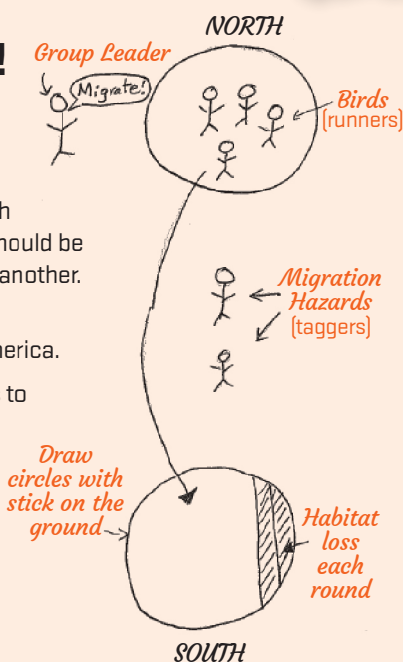 NORTH
!
Group Leader
Migrate!
Birds
(runners)
hould be
another.
Migration
Hazards
(taggers)
nerica.
to
Draw
circles with
stick on the
ground
Habitat
loss
each
round
SOUTH